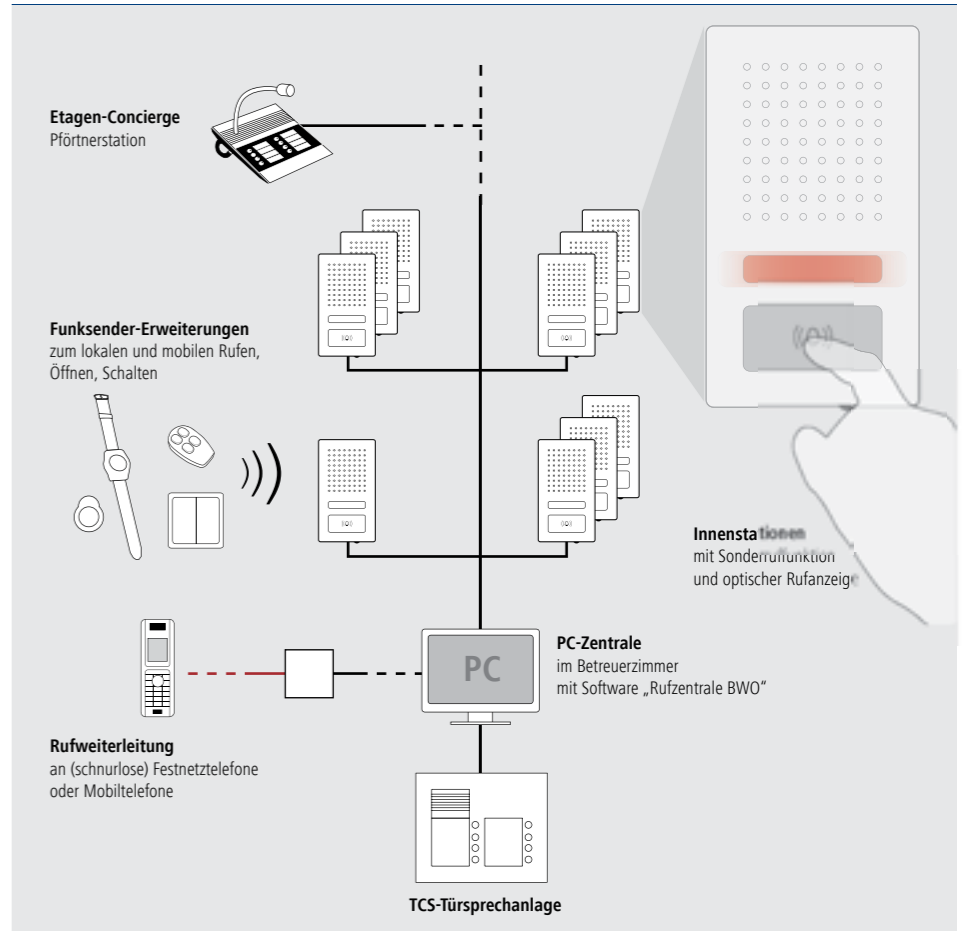 Etagen-Concierge
Pförtnerstation
Funksender-Erweiterungen
zum lokalen und mobilen Rufen,
Öffnen, Schalten
Innenstationen
mit Sonderruffunktion
und optischer Rufanzeige
PC
PC-Zentrale
im Betreuerzimmer
mit Software „Rufzentrale BWO“
Rufweiterleitung
an (schnurlose) Festnetztelefone
oder Mobiltelefone
TCS-Türsprechanlage